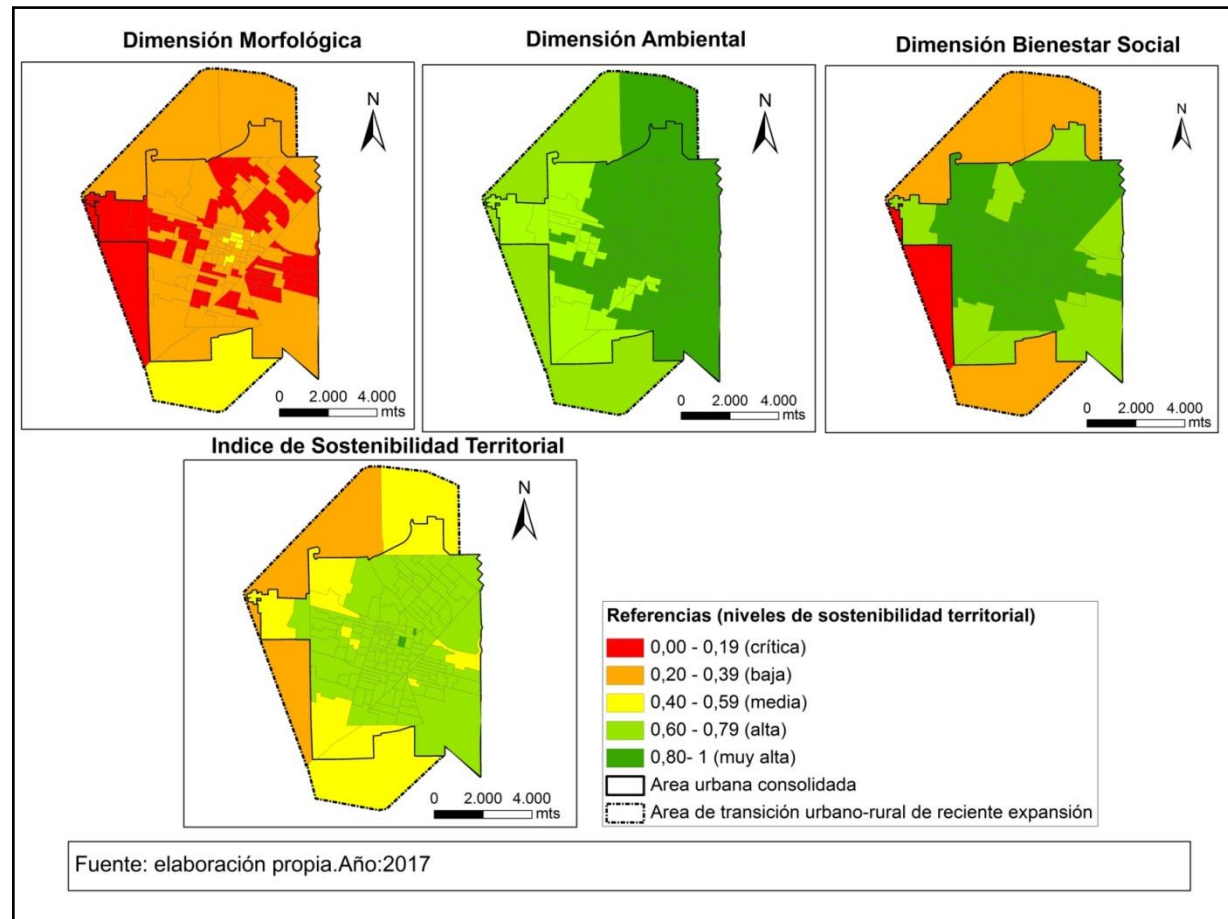 Dimensión Morfológica
N
0 2.000 4.000
mts
Dimensión Ambiental
N
0 2.000 4.000
mts
Dimensión Bienestar Social
N
0 2.000 4.000
mts
Indice de Sostenibilidad Territorial
N
0 2.000 4.000
mts
Referencias (niveles de sostenibilidad territorial)
0,00 - 0,19 (crítica)
0,20 - 0,39 (baja)
0,40 - 0,59 (media)
0,60 - 0,79 (alta)
0,80- 1 (muy alta)
Area urbana consolidada
Area de transición urbano-rural de reciente expansión
Fuente: elaboración propia.Año:2017